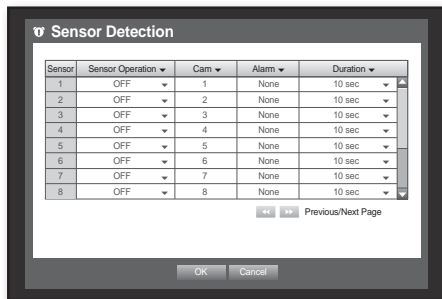 Sensor Detection
Sensor Sensor Operation Cam Alarm Duration
1 OFF 1 None 10 sec
2 OFF 2 None 10 sec
3 OFF 3 None 10 sec
4 OFF 4 None 10 sec
5 OFF 5 None 10 sec
6 OFF 6 None 10 sec
7 OFF 7 None 10 sec
8 OFF 8 None 10 sec
Previous/Next Page
OK Cancel